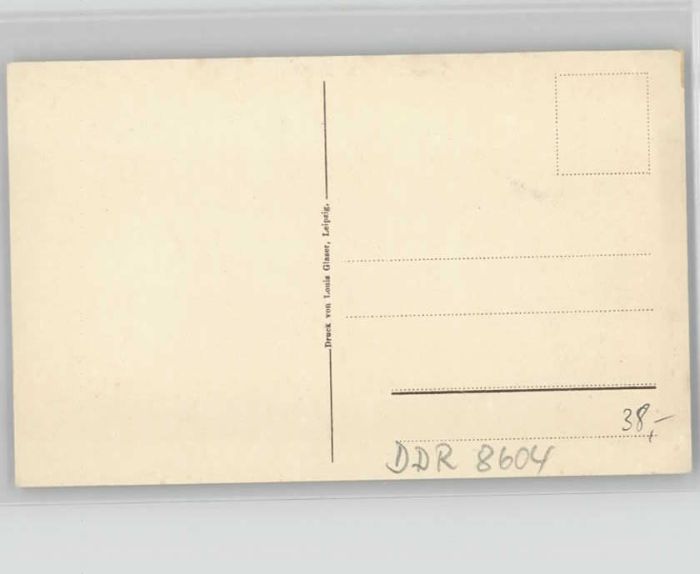 Druck von Louis Glaser, Leipzig.
38,-
DDR 8604